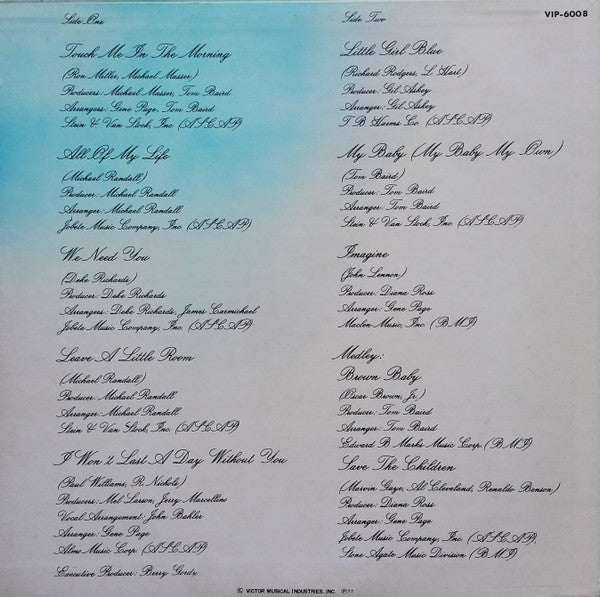 Side One
Touch Me In The Morning
(Ron Miller, Michael Masser)
Producers: Michael Masser, Tom Baird
Arrangers: Gene Page, Tom Baird
Stein & Van Stock, Inc. (ASCAP)
All Of My Life
(Michael Randall)
Producer: Michael Randall
Arranger: Michael Randall
Jobete Music Company, Inc. (ASCAP)
We Need You
(Deke Richards)
Producer: Deke Richards
Arrangers: Deke Richards, James Carmichael
Jobete Music Company, Inc. (ASCAP)
Leave A Little Room
(Michael Randall)
Producer: Michael Randall
Arranger: Michael Randall
Stein & Van Stock, Inc. (ASCAP)
I Won't Last A Day Without You
(Paul Williams, R. Nichols)
Producers: Mel Larson, Jerry Marcellino
Vocal Arrangement: John Bahler
Arranger: Gene Page
Almo Music Corp. (ASCAP)
Executive Producer: Berry Gordy
Side Two
VIP-6008
Little Girl Blue
(Richard Rodgers, L. Hart)
Producer: Gil Askey
Arranger: Gil Askey
T B Harms Co. (ASCAP)
My Baby (My Baby My Own)
(Tom Baird)
Producer: Tom Baird
Arranger: Tom Baird
Stein & Van Stock, Inc. (ASCAP)
Imagine
(John Lennon)
Producer: Diana Ross
Arranger: Gene Page
Maclen Music, Inc. (BMI)
Medley:
Brown Baby
(Oscar Brown, Jr.)
Producer: Tom Baird
Arranger: Tom Baird
Edward B. Marks Music Corp. (BMI)
Save The Children
(Marvin Gaye, Al Cleveland, Renaldo Benson)
Producer: Diana Ross
Arranger: Gene Page
Jobete Music Company, Inc. (ASCAP),
Stone Agate Music Division (BMI)
Ⓚ VICTOR MUSICAL INDUSTRIES, INC. Ⓟ'77